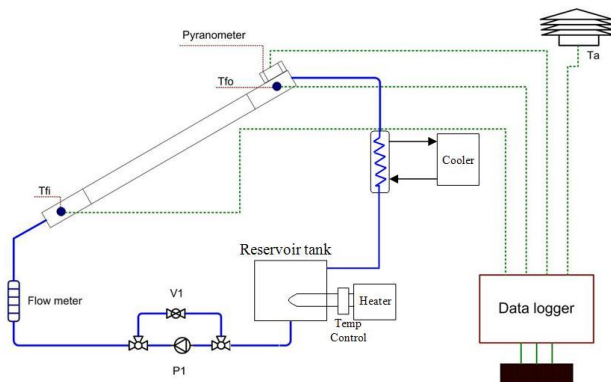 Pyranometer
Ta
Tfo
Cooler
Tfi
Reservoir tank
Flow meter
V1
Heater
Data logger
Temp
Control
P1